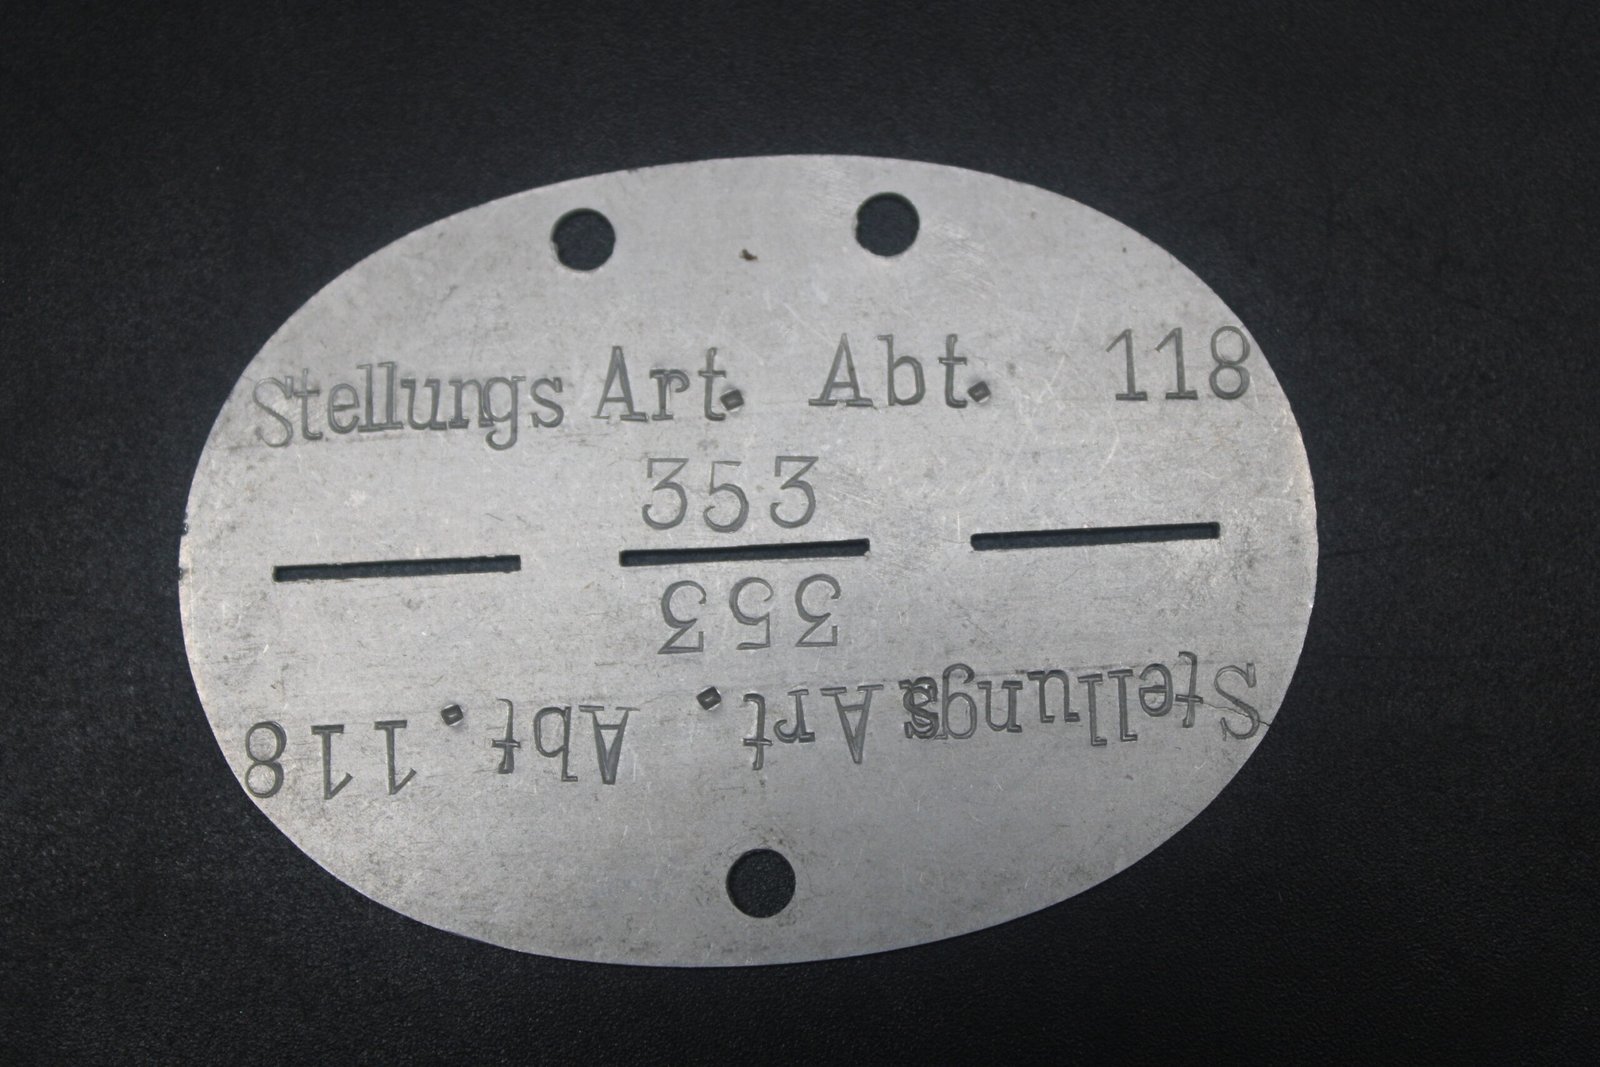 Stellungs Art. Abt. 118
353
353
Stellungs Art. Abt. 118